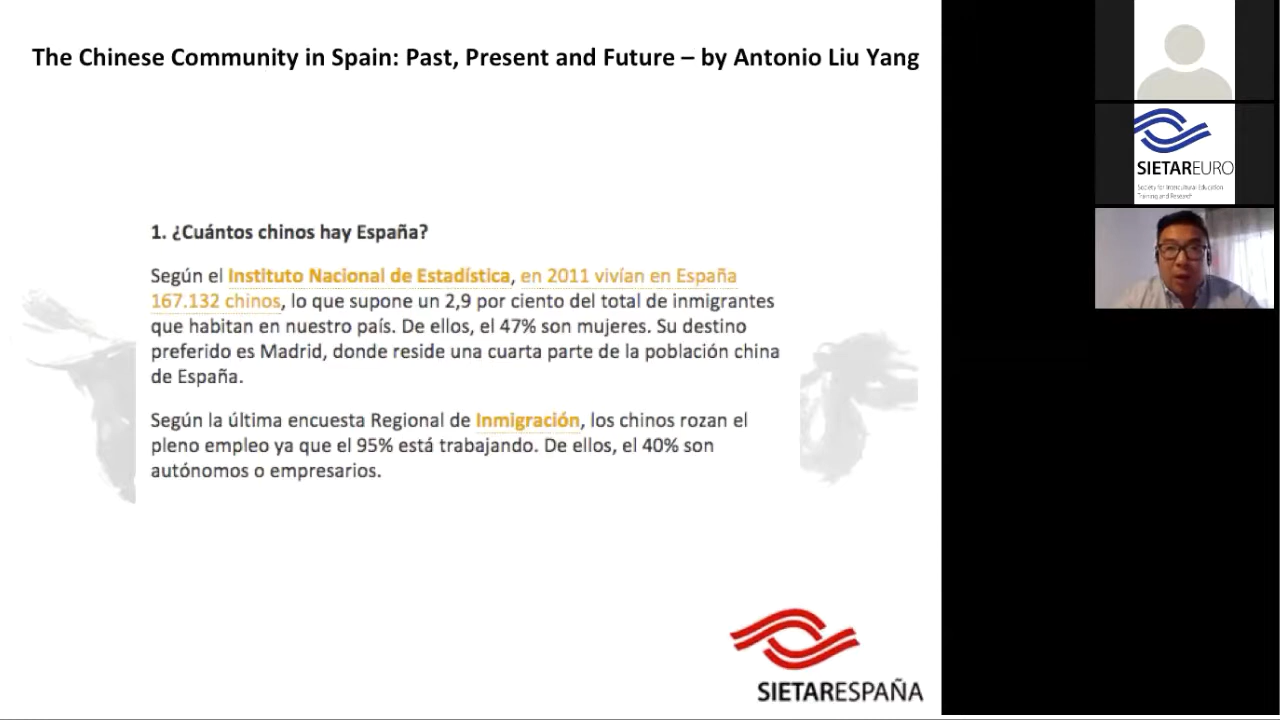 The Chinese Community in Spain: Past, Present and Future – by Antonio Liu Yang
1. ¿Cuántos chinos hay España?
Según el Instituto Nacional de Estadística, en 2011 vivían en España
167.132 chinos, lo que supone un 2,9 por ciento del total de inmigrantes
que habitan en nuestro país. De ellos, el 47% son mujeres. Su destino
preferido es Madrid, donde reside una cuarta parte de la población china
de España.
Según la última encuesta Regional de Inmigración, los chinos rozan el
pleno empleo ya que el 95% está trabajando. De ellos, el 40% son
autónomos o empresarios.
SIETARESPAÑA
SIETAREURO
Society for Intercultural Education
Training and Research